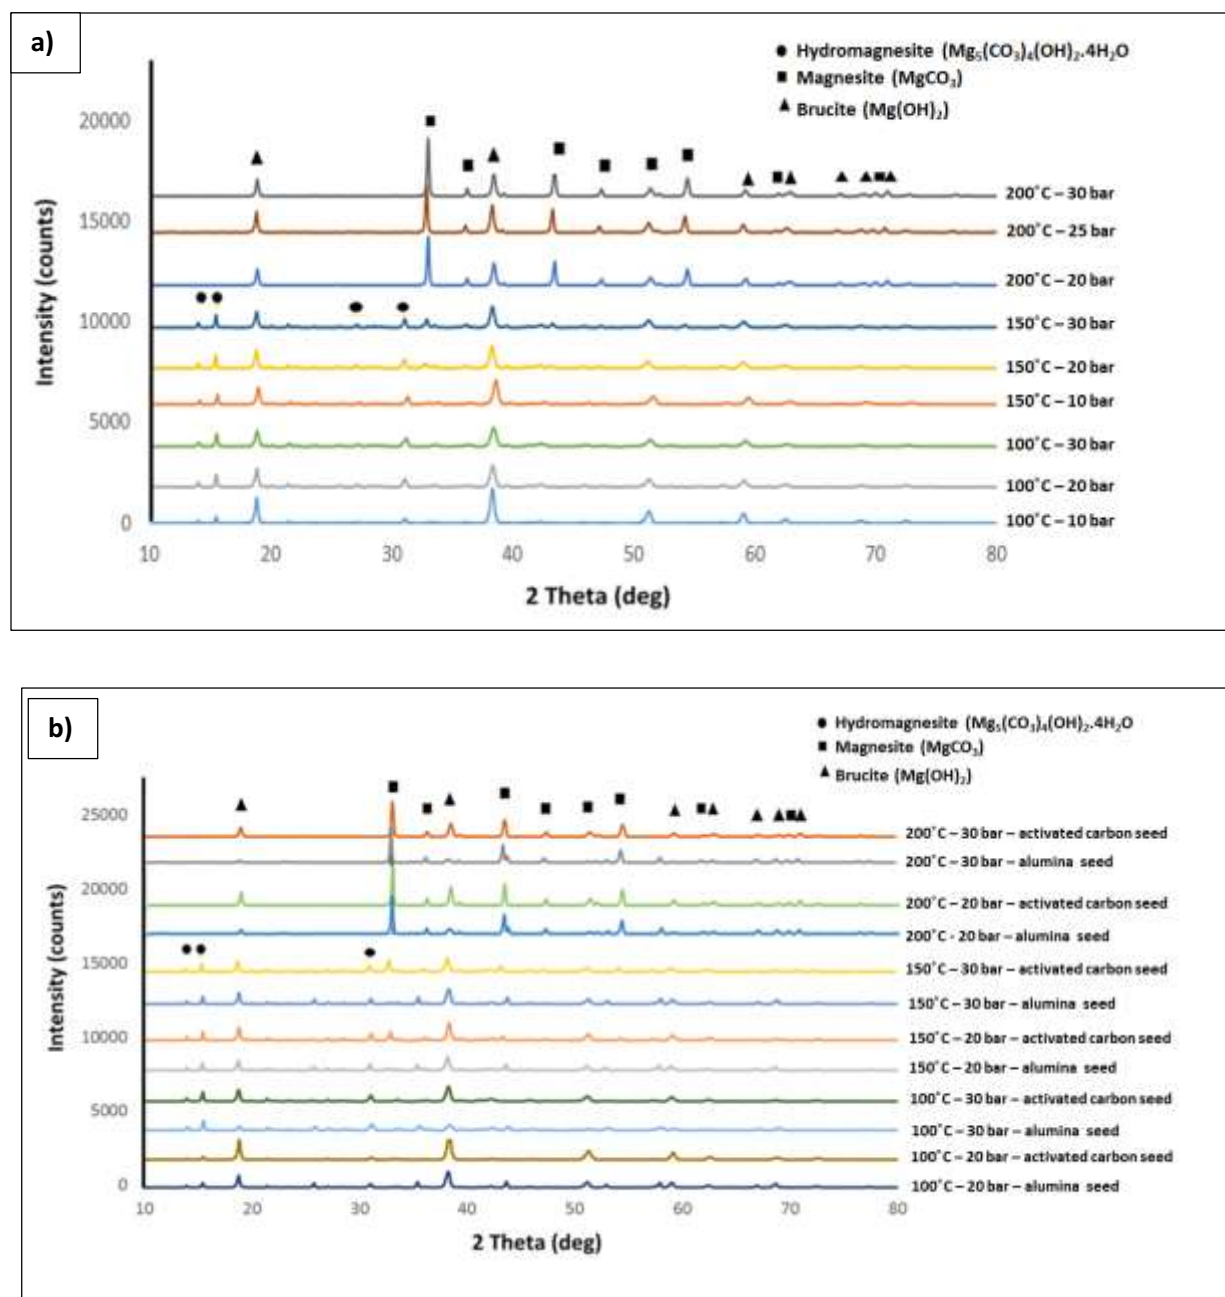 a)
● Hydromagnesite (Mg₅(CO₃)₄(OH)₂.4H₂O
■ Magnesite (MgCO₃)
▲ Brucite (Mg(OH)₂)
Intensity (counts)
20000
15000
10000
5000
0
200°C – 30 bar
200°C – 25 bar
200°C – 20 bar
150°C – 30 bar
150°C – 20 bar
150°C – 10 bar
100°C – 30 bar
100°C – 20 bar
100°C – 10 bar
10 20 30 40 50 60 70 80
2 Theta (deg)
b)
● Hydromagnesite (Mg₅(CO₃)₄(OH)₂.4H₂O
■ Magnesite (MgCO₃)
▲ Brucite (Mg(OH)₂)
Intensity (counts)
25000
20000
15000
10000
5000
0
200°C – 30 bar – activated carbon seed
200°C – 30 bar – alumina seed
200°C – 20 bar – activated carbon seed
200°C - 20 bar – alumina seed
150°C – 30 bar – activated carbon seed
150°C – 30 bar – alumina seed
150°C – 20 bar – activated carbon seed
150°C – 20 bar – alumina seed
100°C – 30 bar – activated carbon seed
100°C – 30 bar – alumina seed
100°C – 20 bar – activated carbon seed
100°C – 20 bar – alumina seed
10 20 30 40 50 60 70 80
2 Theta (deg)